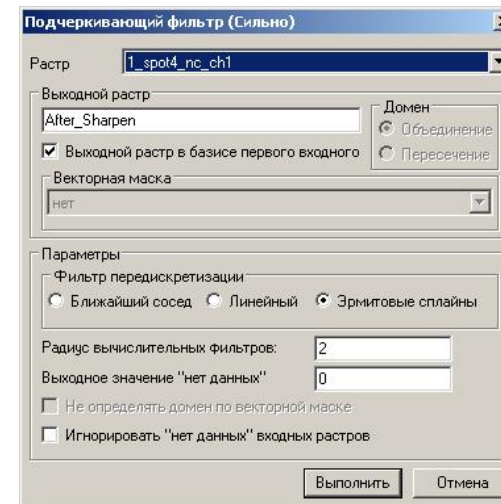 Подчеркивающий фильтр (Сильно)
Растр 1_spot4_nc_ch1
Выходной растр
After_Sharpen
Домен
Объединение
Пересечение
Выходной растр в базисе первого входного
Векторная маска
нет
Параметры
Фильтр передискретизации
Ближайший сосед Линейный Эрмитовые сплайны
Радиус вычислительных фильтров: 2
Выходное значение "нет данных" 0
Не определять домен по векторной маске
Игнорировать "нет данных" входных растров
Выполнить Отмена